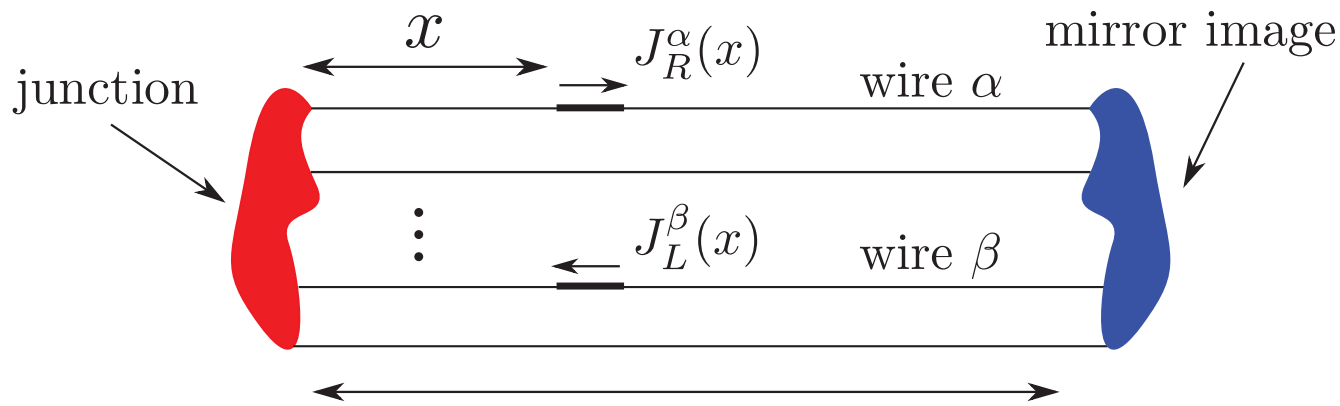 x
J_R^α(x)
mirror image
junction
wire α
⋮
J_L^β(x)
wire β